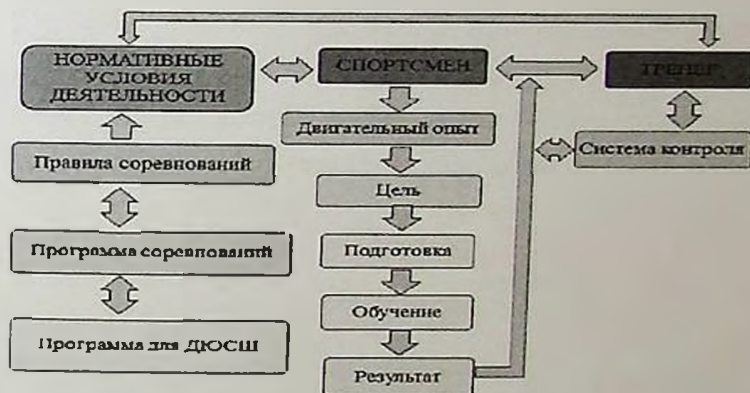 НОРМАТИВНЫЕ
УСЛОВИЯ
ДЕЯТЕЛЬНОСТИ
СПОРТСМЕН
ТРЕНЕР
Двигательный опыт
Правила соревнований
Система контроля
Цель
Программа соревнований
Подготовка
Обучение
Программа для ДЮСШ
Результат